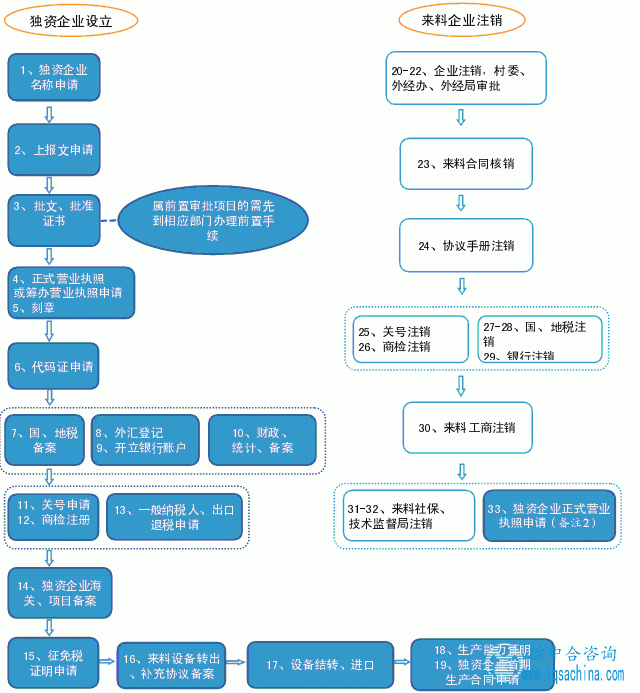 独资企业设立
1、独资企业
名称申请
2、上报文申请
3、批文、批准
证书
属前置审批项目的需先
到相应部门办理前置手
续
4、正式营业执照
或筹办营业执照申请
5、刻章
6、代码证申请
7、国、地税
备案
8、外汇登记
9、开立银行账户
10、财政、
统计、备案
11、关号申请
12、商检注册
13、一般纳税人、出口
退税申请
14、独资企业海
关、项目备案
15、征免税
证明申请
16、来料设备转出
、补充协议备案
17、设备结转、进口
18、生产能力证明
19、独资企业首期
生产合同申请
来料企业注销
20-22、企业注销，村委、
外经办、外经局审批
23、来料合同核销
24、协议手册注销
25、关号注销
26、商检注销
27-28、国、地税注
销
29、银行注销
30、来料工商注销
31-32、来料社保、
技术监督局注销
33、独资企业正式营业
执照申请（备注2）
综中合咨询